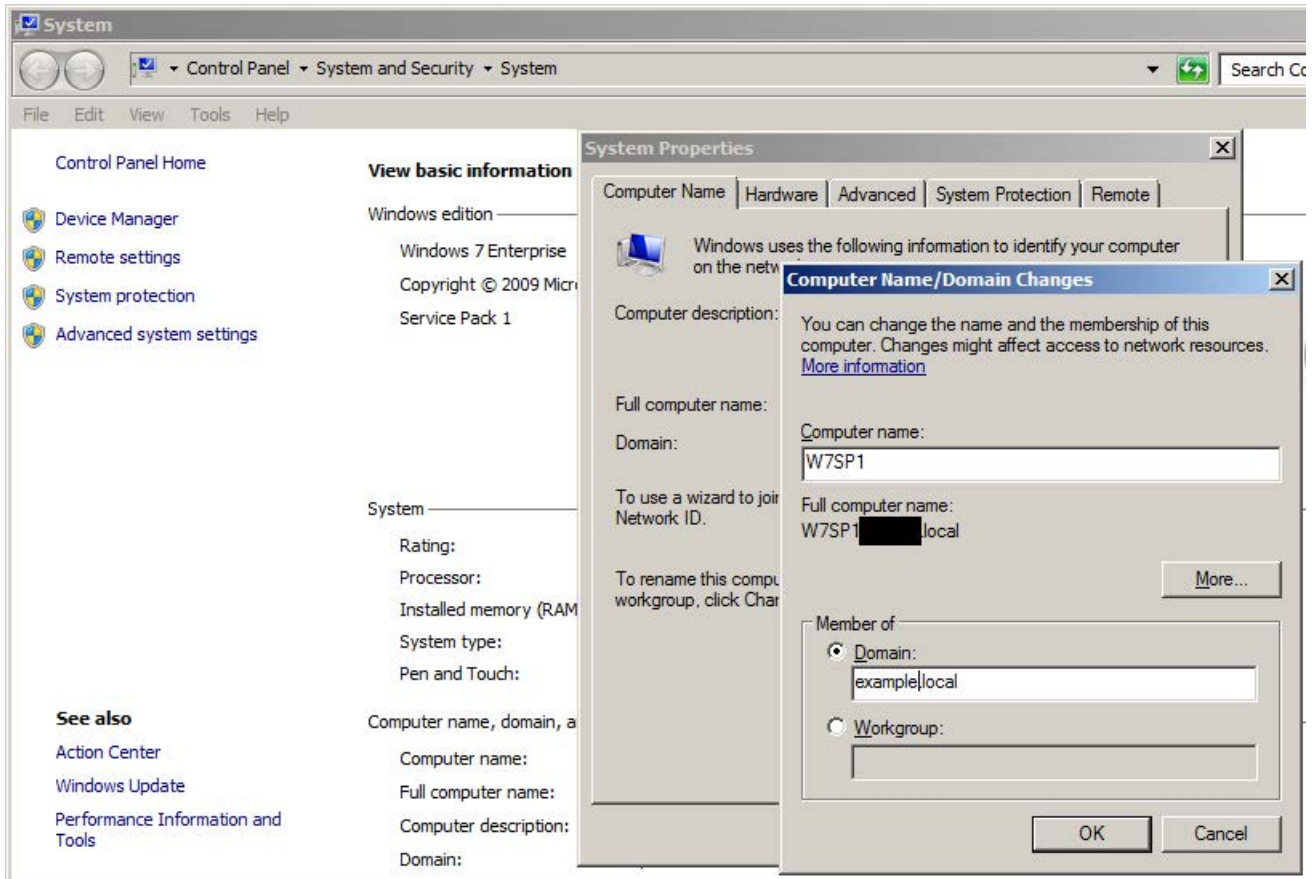 System
Control Panel System and Security System
Search Co
File Edit View Tools Help
Control Panel Home
Device Manager
Remote settings
System protection
Advanced system settings
See also
Action Center
Windows Update
Performance Information and
Tools
View basic information
Windows edition
Windows 7 Enterprise
Copyright © 2009 Micr
Service Pack 1
System
Rating:
Processor:
Installed memory (RAM
System type:
Pen and Touch:
Computer name, domain, a
Computer name:
Full computer name:
Computer description:
Domain:
System Properties
Computer Name Hardware Advanced System Protection Remote
Windows uses the following information to identify your computer
on the netw
Computer description:
Full computer name:
Domain:
To use a wizard to joi
Network ID.
To rename this compu
workgroup, click Cha
Computer Name/Domain Changes
You can change the name and the membership of this
computer. Changes might affect access to network resources.
More information
Computer name:
W7SP1
Full computer name:
W7SP1 .local
More...
Member of
Domain:
example.local
Workgroup:
OK Cancel